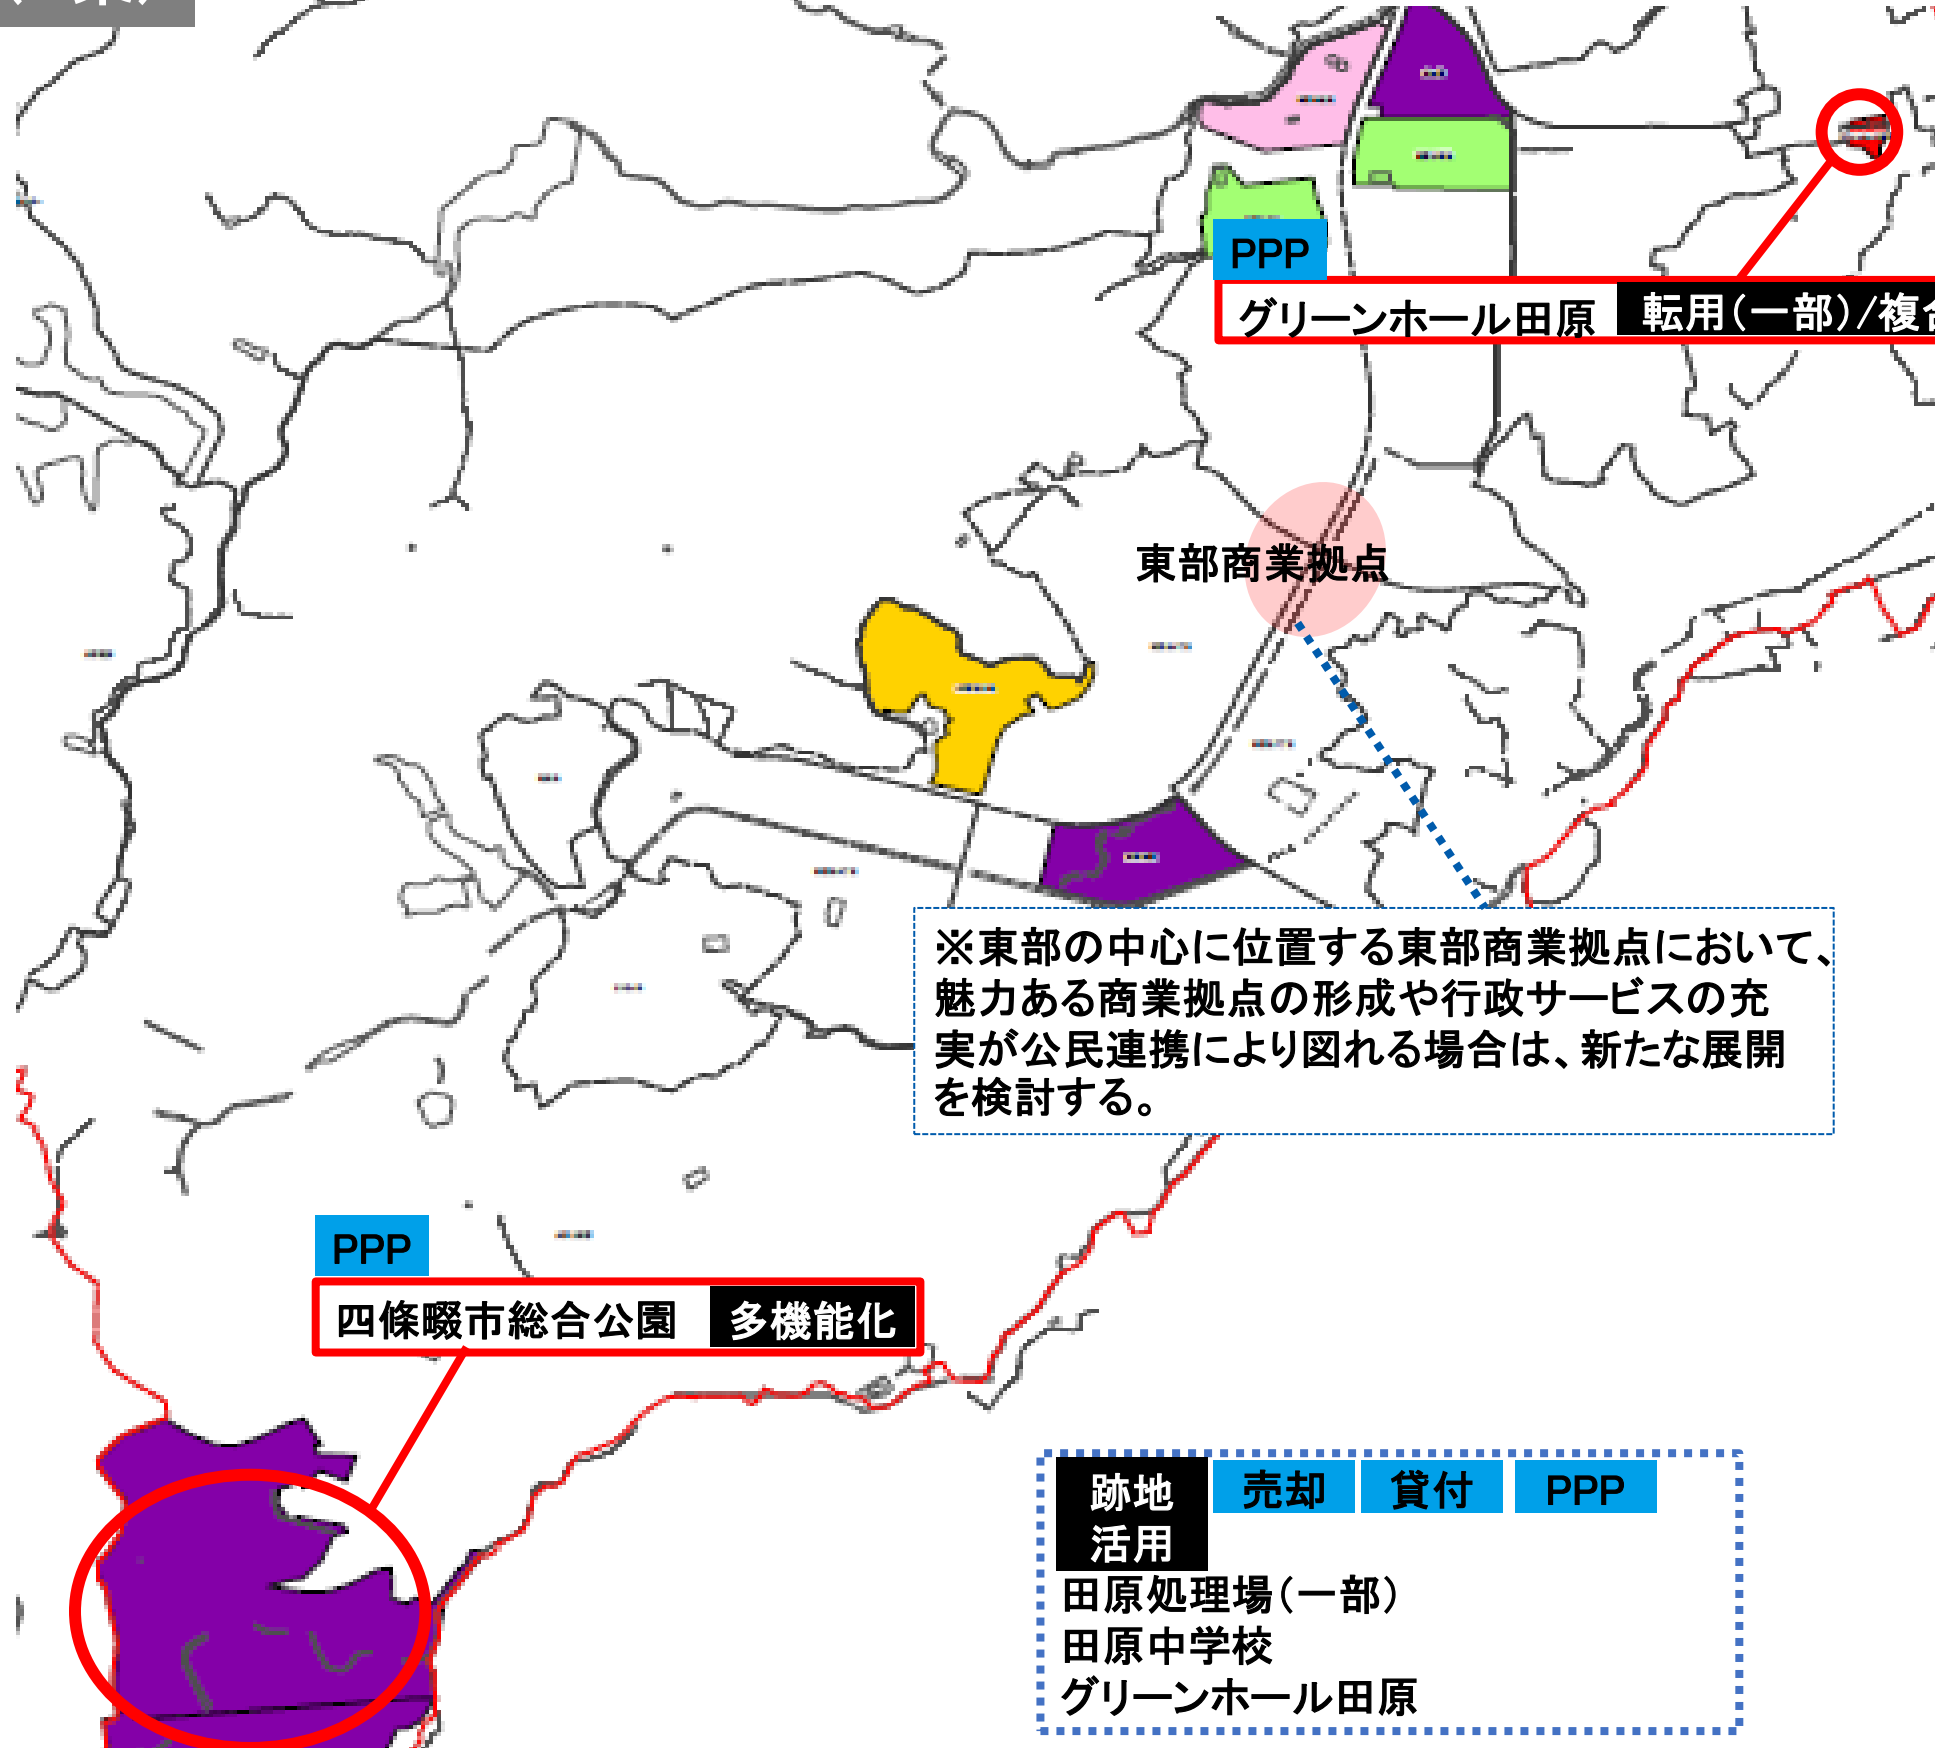 PPP
グリーンホール田原 転用(一部)/複合
東部商業拠点
※東部の中心に位置する東部商業拠点において、
魅力ある商業拠点の形成や行政サービスの充
実が公民連携により図れる場合は、新たな展開
を検討する。
PPP
四條畷市総合公園 多機能化
跡地
活用
売却 貸付 PPP
田原処理場(一部)
田原中学校
グリーンホール田原